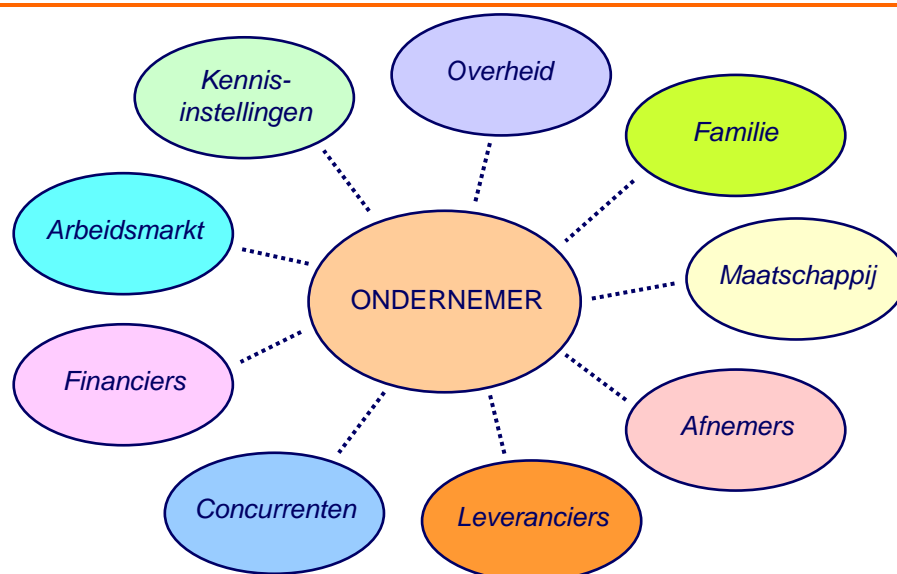 Overheid
Kennis-
instellingen
Familie
Arbeidsmarkt
Maatschappij
ONDERNEMER
Financiers
Afnemers
Concurrenten
Leveranciers